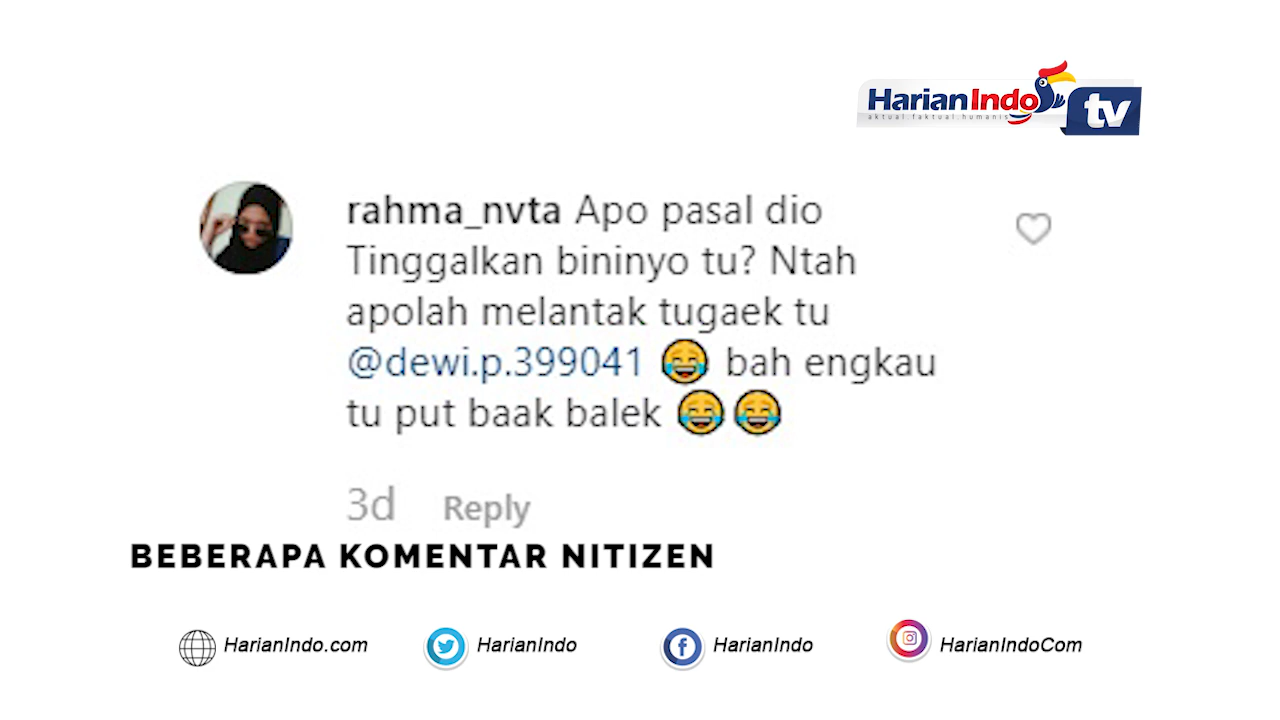 HarianIndo tv
aktual.faktual.humanis
rahma_nvta Apo pasal dio
Tinggalkan bininyo tu? Ntah
apolah melantak tugaek tu
@dewi.p.399041 😂 bah engkau
tu put baak balek 😂😂
3d Reply
BEBERAPA KOMENTAR NITIZEN
HarianIndo.com HarianIndo HarianIndo HarianIndoCom